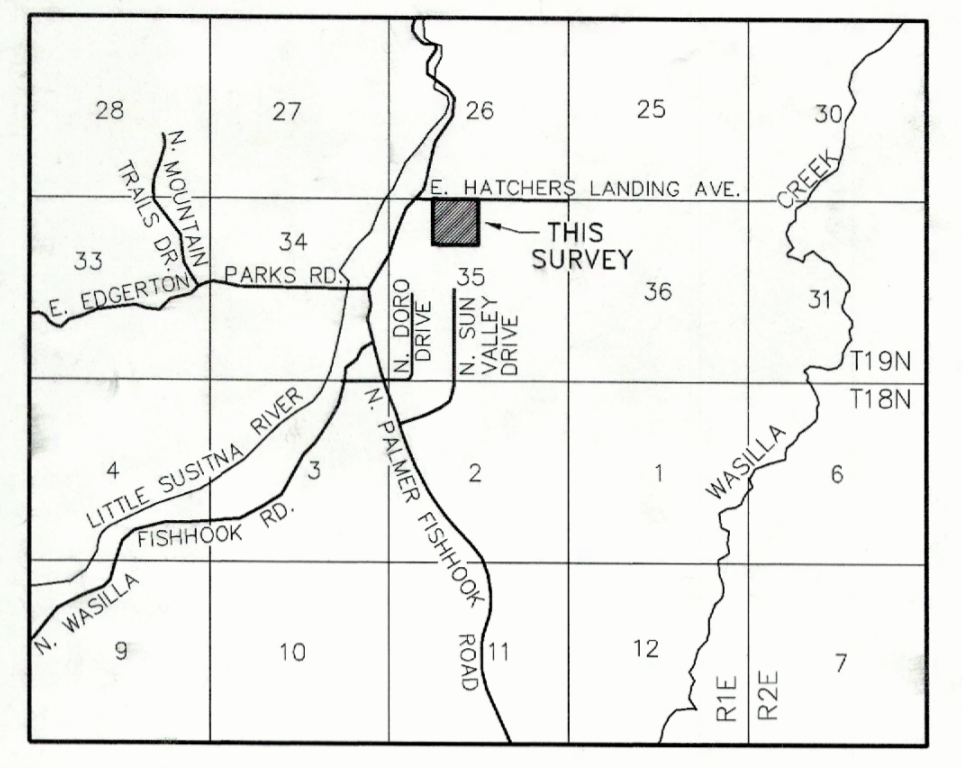 28
27
26
25
30
N. MOUNTAIN
TRAILS DR.
CREEK
E. HATCHERS LANDING AVE.
THIS
SURVEY
33
34
35
36
31
E. EDGERTON
PARKS RD.
N. DORO
DRIVE
N. SUN
VALLEY
DRIVE
T19N
T18N
LITTLE SUSITNA RIVER
N. PALMER FISHHOOK
ROAD
4
3
2
1
WASILLA
6
FISHHOOK RD.
N. WASILLA
9
10
11
12
7
R1E
R2E